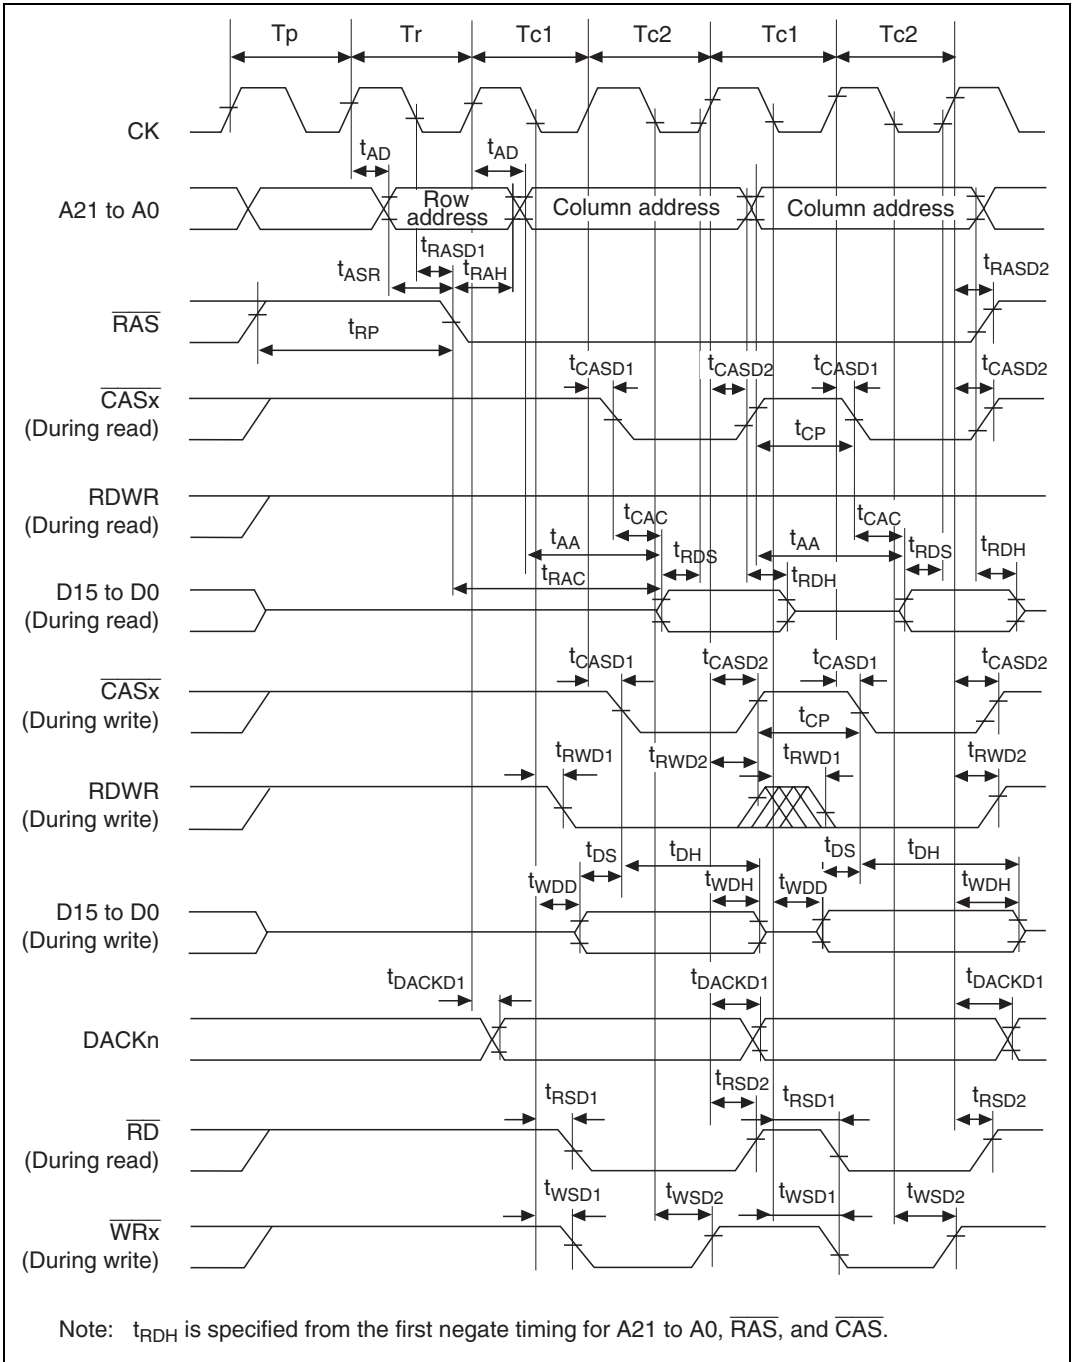 Tp Tr Tc1 Tc2 Tc1 Tc2
CK
tAD tAD
A21 to A0 Row address Column address Column address
tRASD1
tASR tRAH tRASD2
RAS
tRP
tCASD1 tCASD2 tCASD1 tCASD2
CASx
(During read)
tCP
RDWR
(During read)
tCAC tCAC
tAA tRDS tAA tRDS tRDH
tRAC tRDH
D15 to D0
(During read)
tCASD1 tCASD2 tCASD1 tCASD2
CASx
(During write)
tCP
tRWD1 tRWD2 tRWD1 tRWD2
RDWR
(During write)
tDS tDH tDS tDH
tWDD tWDH tWDD tWDH
D15 to D0
(During write)
tDACKD1 tDACKD1 tDACKD1
DACKn
tRSD1 tRSD2 tRSD1 tRSD2
RD
(During read)
tWSD1 tWSD2 tWSD1 tWSD2
WRx
(During write)
Note: tRDH is specified from the first negate timing for A21 to A0, RAS, and CAS.